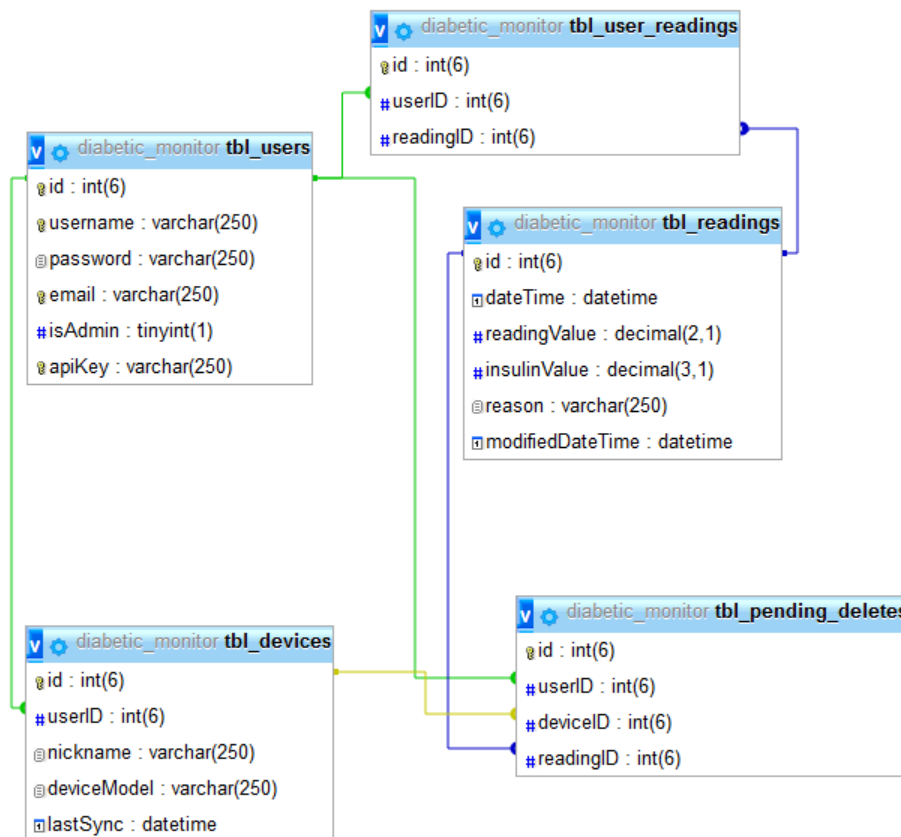 diabetic_monitor tbl_user_readings
id : int(6)
userID : int(6)
readingID : int(6)
diabetic_monitor tbl_users
id : int(6)
username : varchar(250)
password : varchar(250)
email : varchar(250)
isAdmin : tinyint(1)
apiKey : varchar(250)
diabetic_monitor tbl_readings
id : int(6)
dateTime : datetime
readingValue : decimal(2,1)
insulinValue : decimal(3,1)
reason : varchar(250)
modifiedDateTime : datetime
diabetic_monitor tbl_devices
id : int(6)
userID : int(6)
nickname : varchar(250)
deviceModel : varchar(250)
lastSync : datetime
diabetic_monitor tbl_pending_deletes
id : int(6)
userID : int(6)
deviceID : int(6)
readingID : int(6)